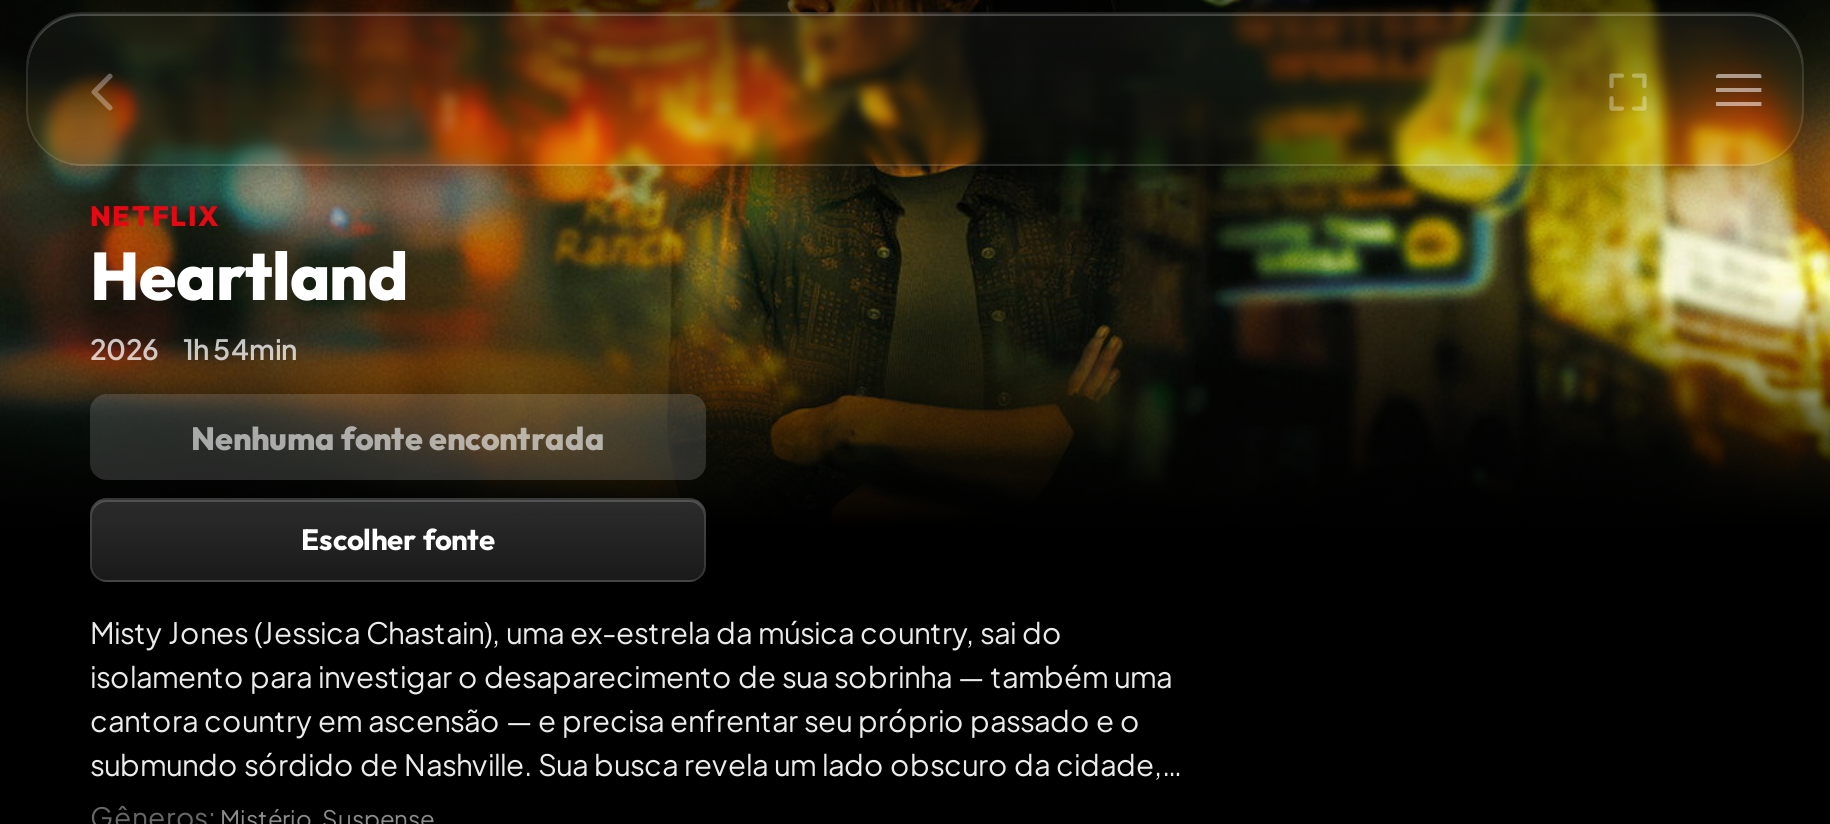 NETFLIX
Heartland
2026 1h 54min
Nenhuma fonte encontrada
Escolher fonte
Misty Jones (Jessica Chastain), uma ex-estrela da música country, sai do
isolamento para investigar o desaparecimento de sua sobrinha — também uma
cantora country em ascensão — e precisa enfrentar seu próprio passado e o
submundo sórdido de Nashville. Sua busca revela um lado obscuro da cidade,...
Gêneros: Mistério, Suspense
Red
Ranch